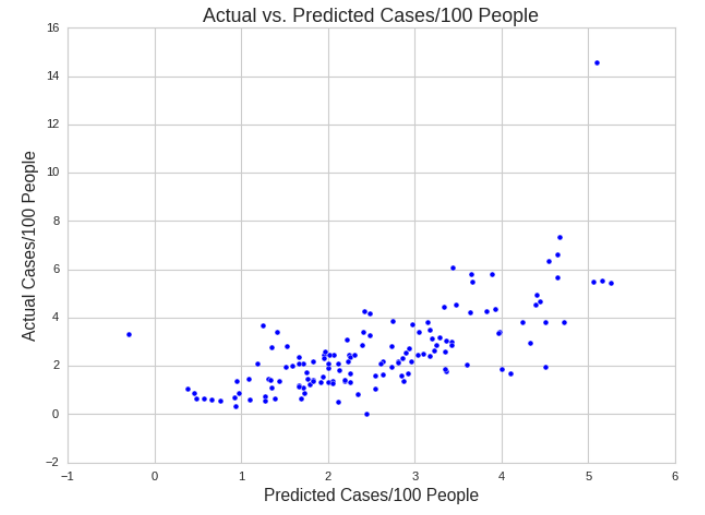 Actual vs. Predicted Cases/100 People
16
14
12
10
8
6
4
2
0
−2
Actual Cases/100 People
−1 0 1 2 3 4 5 6
Predicted Cases/100 People